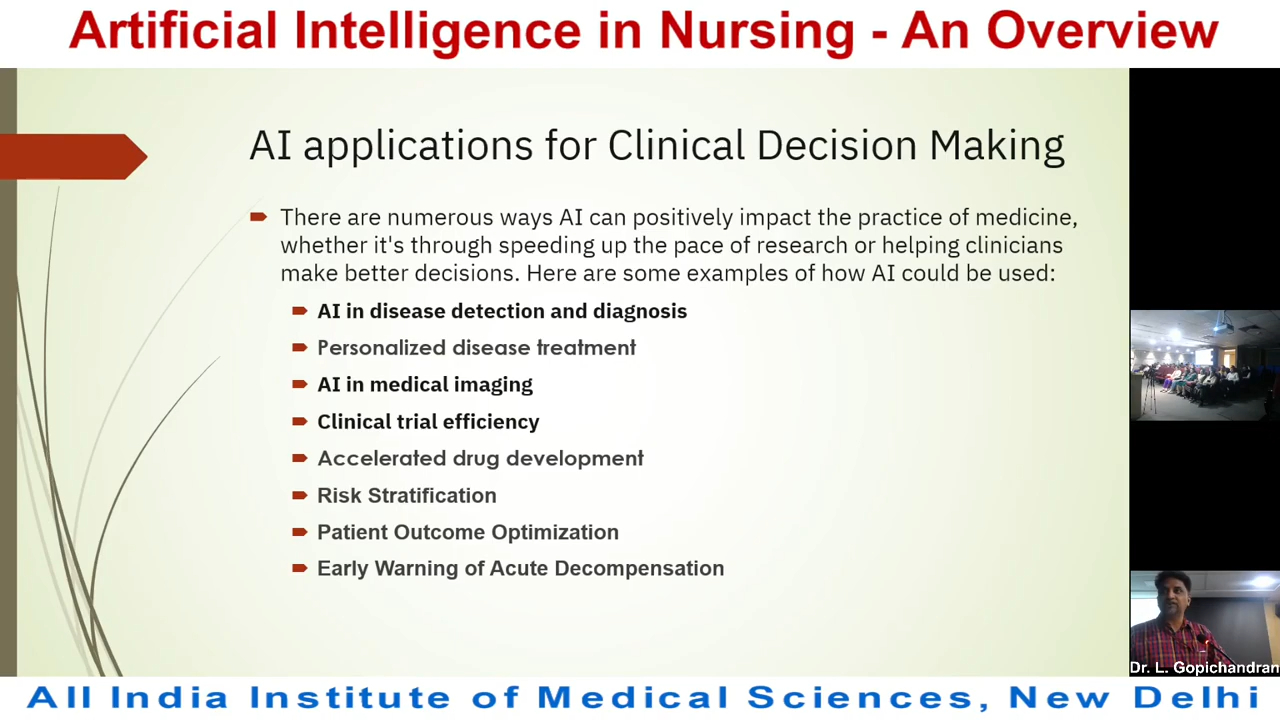 Artificial Intelligence in Nursing - An Overview
AI applications for Clinical Decision Making
There are numerous ways AI can positively impact the practice of medicine,
whether it's through speeding up the pace of research or helping clinicians
make better decisions. Here are some examples of how AI could be used:
AI in disease detection and diagnosis
Personalized disease treatment
AI in medical imaging
Clinical trial efficiency
Accelerated drug development
Risk Stratification
Patient Outcome Optimization
Early Warning of Acute Decompensation
Dr. L. Gopichandran
All India Institute of Medical Sciences, New Delhi